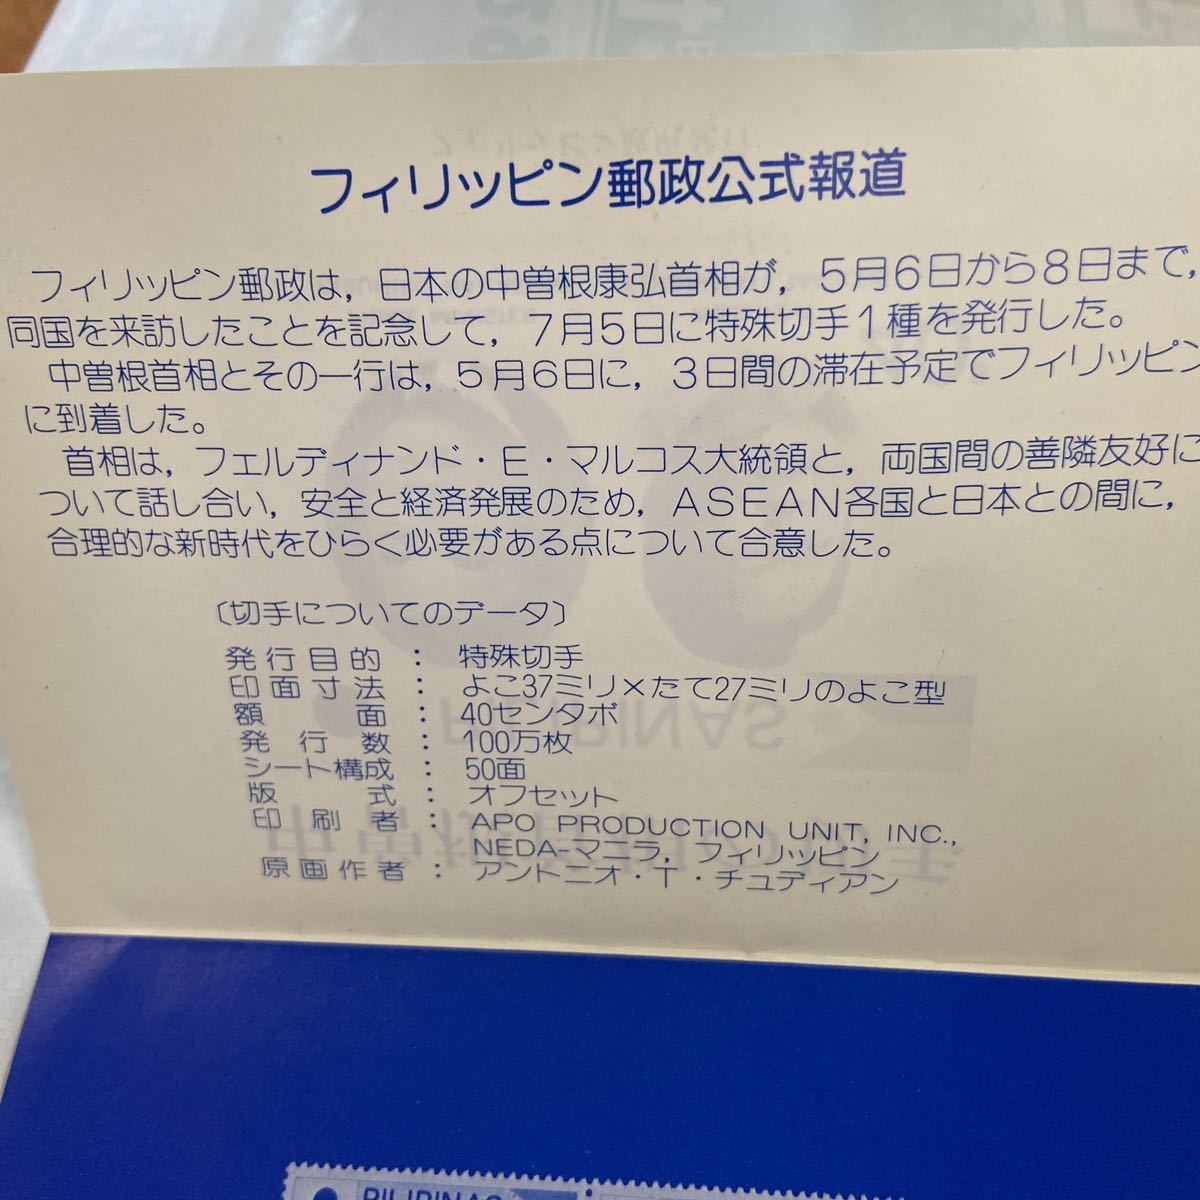 フィリッピン郵政公式報道
フィリッピン郵政は，日本の中曽根康弘首相が，5月6日から8日まで，
同国を来訪したことを記念して，7月5日に特殊切手1種を発行した。
中曽根首相とその一行は，5月6日に，3日間の滞在予定でフィリッピン
に到着した。
首相は，フェルディナンド・E・マルコス大統領と，両国間の善隣友好に
ついて話し合い，安全と経済発展のため，ASEAN各国と日本との間に，
合理的な新時代をひらく必要がある点について合意した。
〔切手についてのデータ〕
発行目的 ： 特殊切手
印面寸法 ： よこ37ミリ×たて27ミリのよこ型
額面 ： 40センタボ
発行数 ： 100万枚
シート構成 ： 50面
版式 ： オフセット
印刷者 ： APO PRODUCTION UNIT, INC.,
NEDA-マニラ，フィリッピン
原画作者 ： アントニオ・T・チュディアン
PILIPINAS